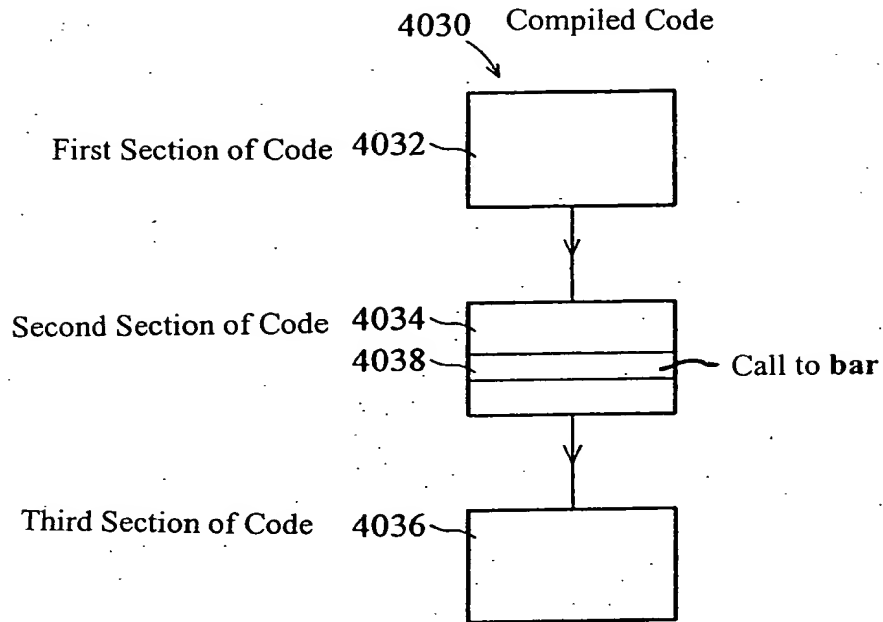 4030 Compiled Code
First Section of Code 4032
Second Section of Code 4034
4038
Call to bar
Third Section of Code 4036